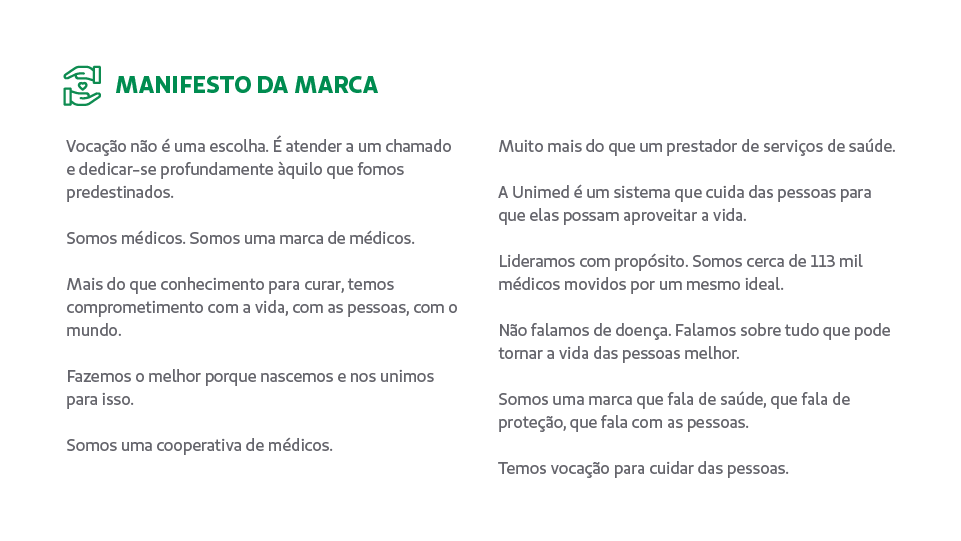 MANIFESTO DA MARCA
Vocação não é uma escolha. É atender a um chamado
e dedicar-se profundamente àquilo que fomos
predestinados.
Somos médicos. Somos uma marca de médicos.
Mais do que conhecimento para curar, temos
comprometimento com a vida, com as pessoas, com o
mundo.
Fazemos o melhor porque nascemos e nos unimos
para isso.
Somos uma cooperativa de médicos.
Muito mais do que um prestador de serviços de saúde.
A Unimed é um sistema que cuida das pessoas para
que elas possam aproveitar a vida.
Lideramos com propósito. Somos cerca de 113 mil
médicos movidos por um mesmo ideal.
Não falamos de doença. Falamos sobre tudo que pode
tornar a vida das pessoas melhor.
Somos uma marca que fala de saúde, que fala de
proteção, que fala com as pessoas.
Temos vocação para cuidar das pessoas.